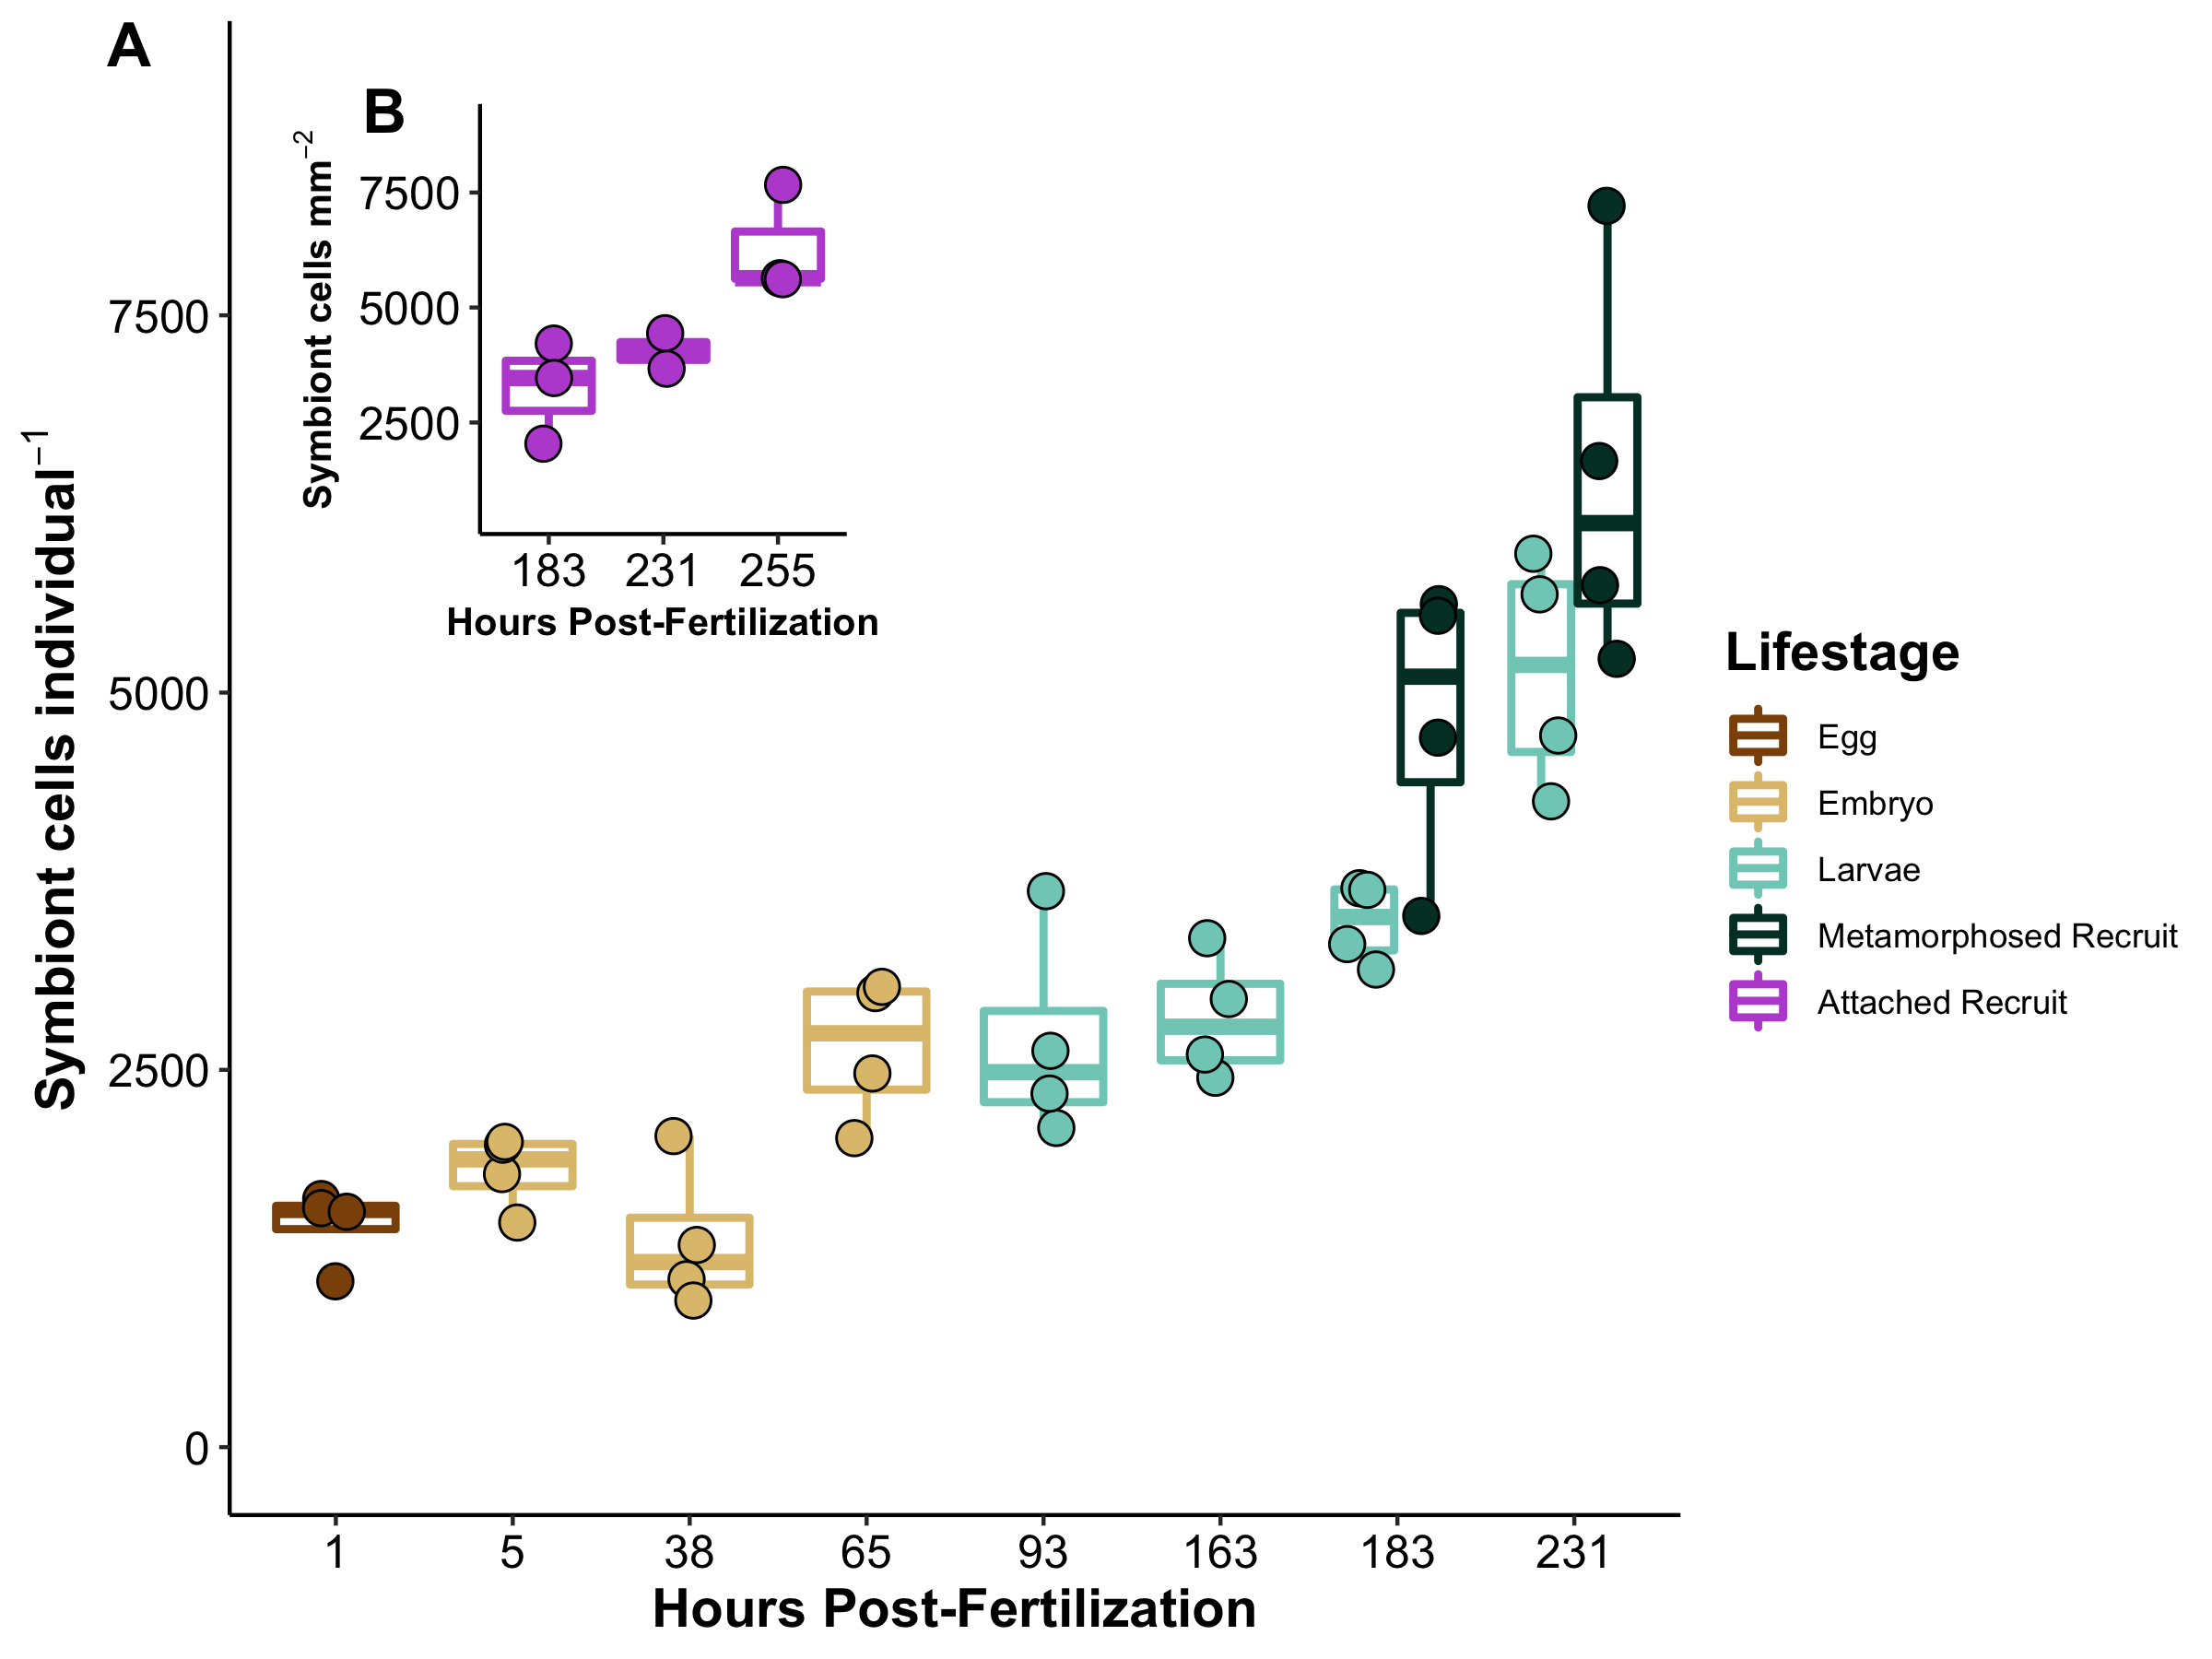 A
Symbiont cells individual−1
7500
5000
2500
0
1 5 38 65 93 163 183 231
Hours Post-Fertilization
B
Symbiont cells mm−2
7500
5000
2500
183 231 255
Hours Post-Fertilization
Lifestage
Egg
Embryo
Larvae
Metamorphosed Recruit
Attached Recruit